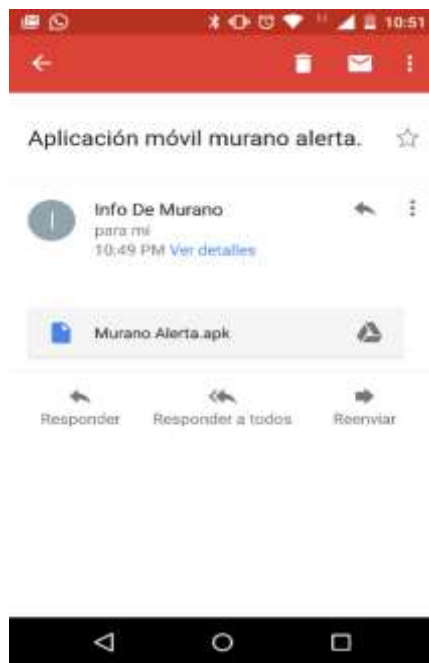 10:51
Aplicación móvil murano alerta.
I
Info De Murano
para mí
10:49 PM Ver detalles
Murano Alerta.apk
Responder Responder a todos Reenviar